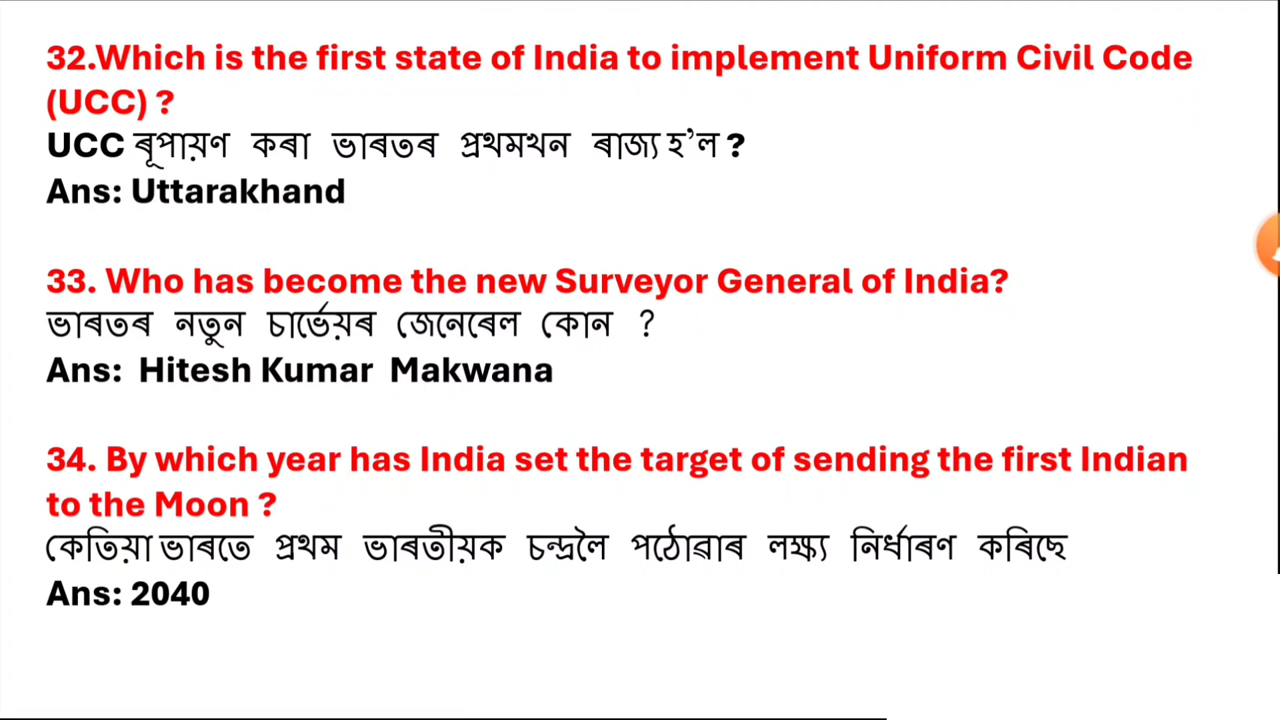 32.Which is the first state of India to implement Uniform Civil Code
(UCC) ?
UCC ৰূপায়ণ কৰা ভাৰতৰ প্ৰথমখন ৰাজ্য হ’ল ?
Ans: Uttarakhand
33. Who has become the new Surveyor General of India?
ভাৰতৰ নতুন চাৰ্ভেয়ৰ জেনেৰেল কোন ?
Ans: Hitesh Kumar Makwana
34. By which year has India set the target of sending the first Indian
to the Moon ?
কেতিয়া ভাৰতে প্ৰথম ভাৰতীয়ক চন্দ্ৰলৈ পঠোৱাৰ লক্ষ্য নিৰ্ধাৰণ কৰিছে
Ans: 2040